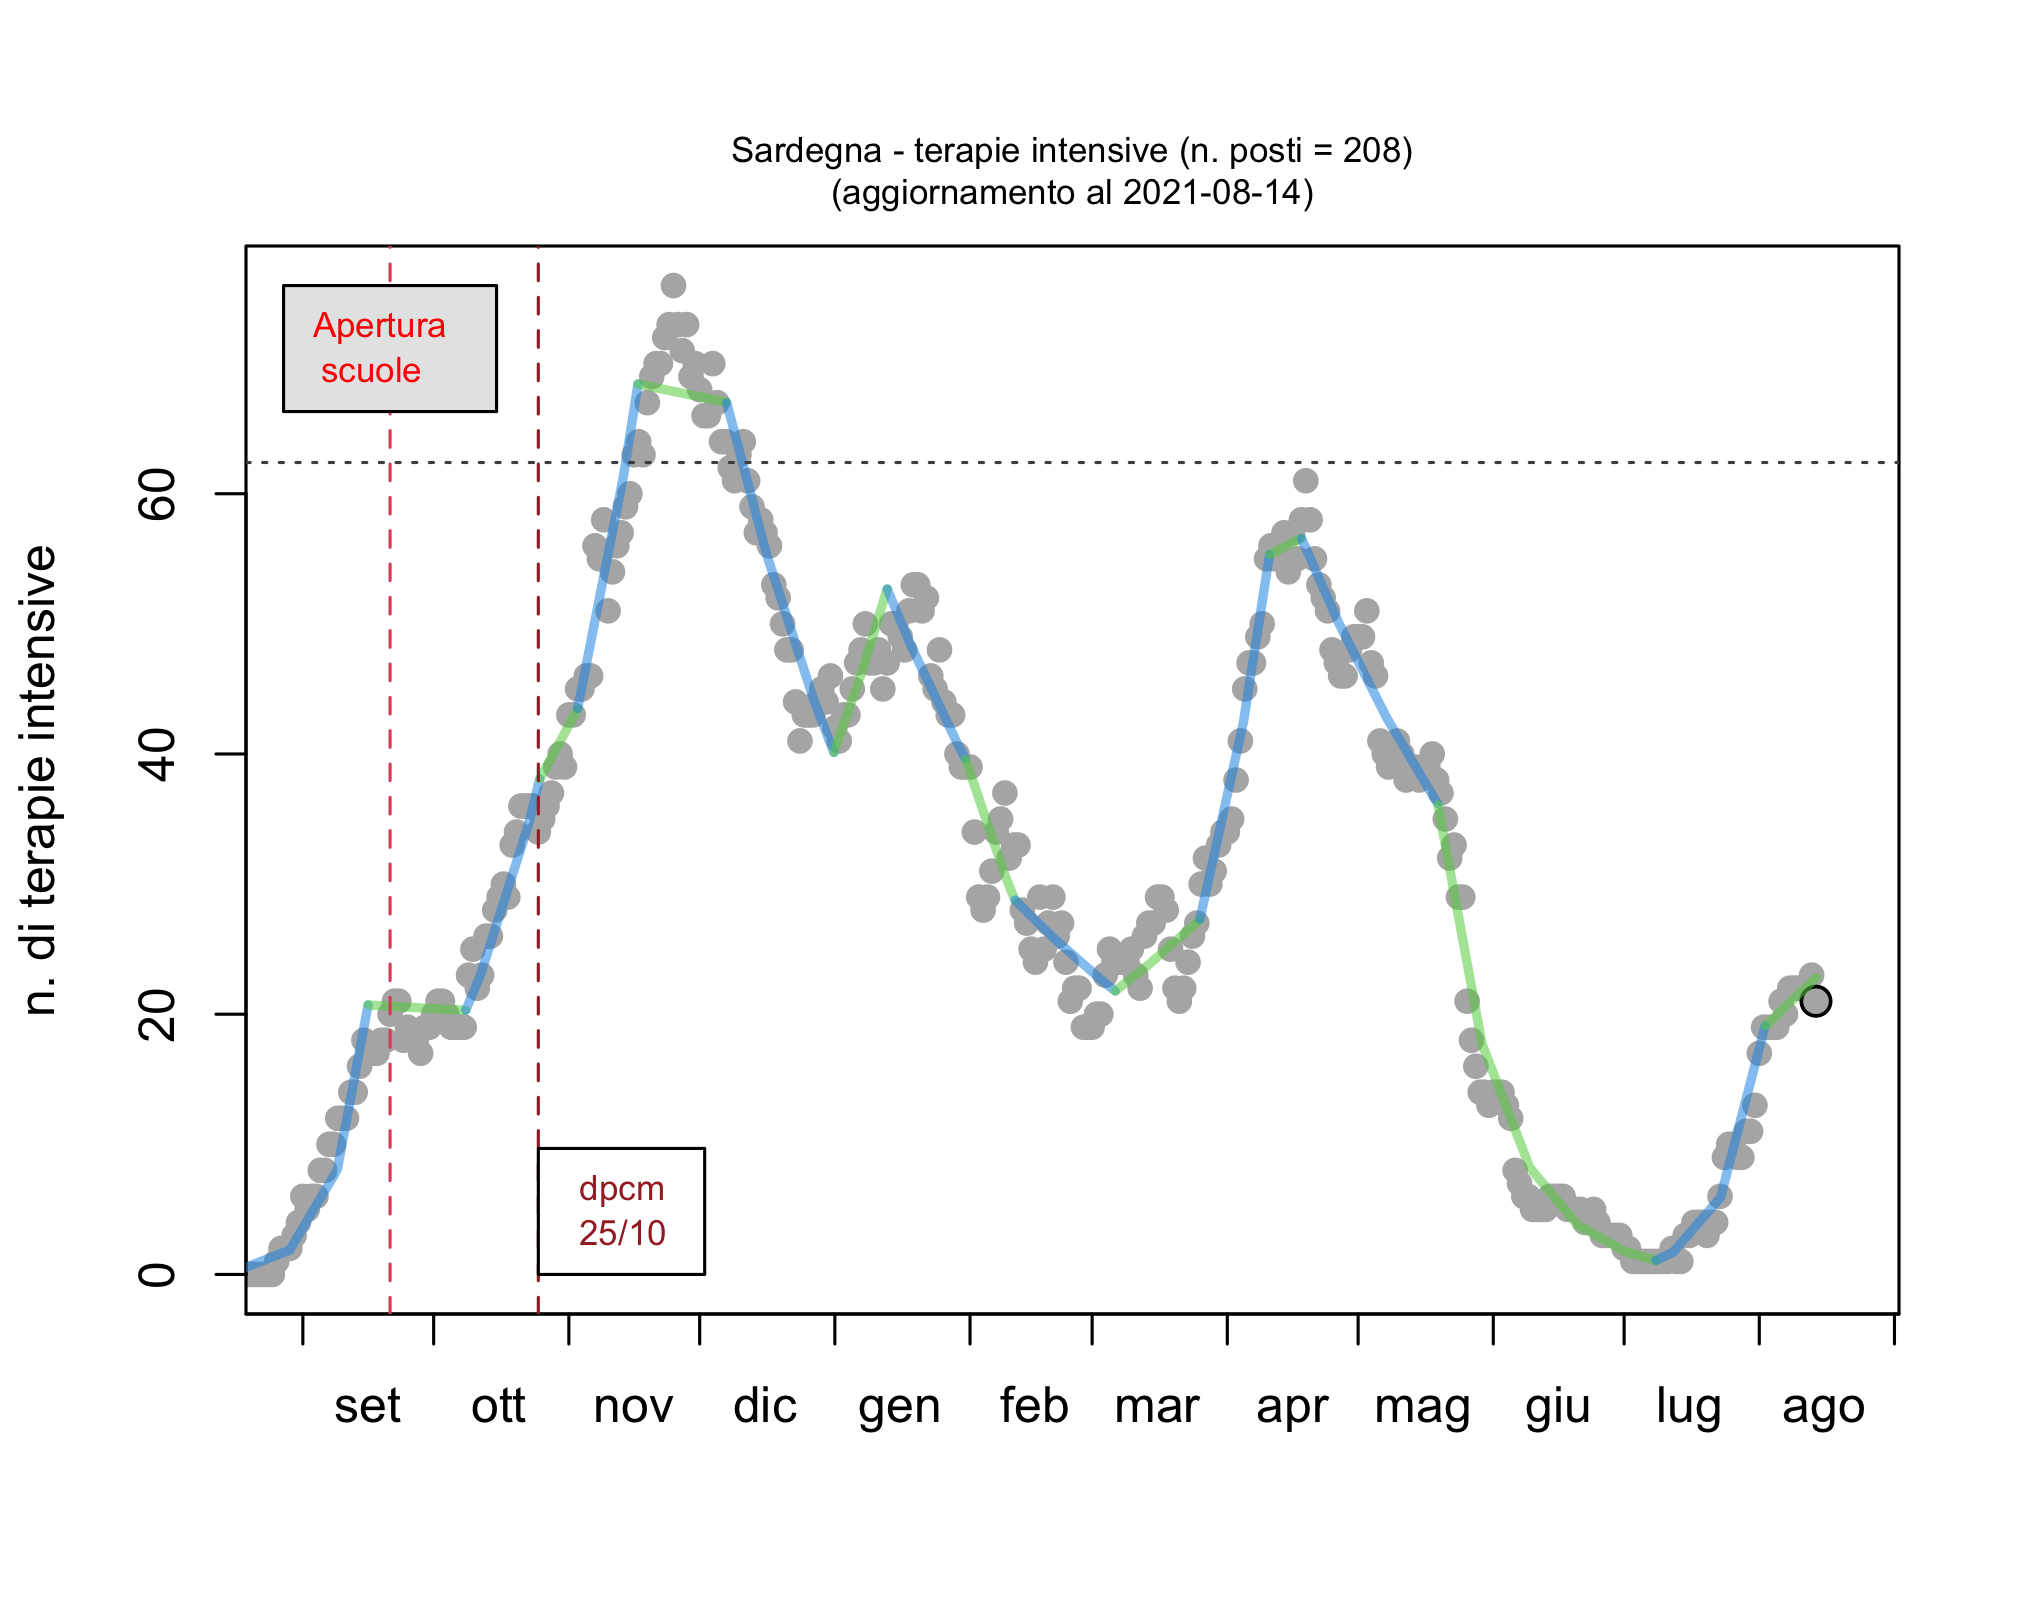 Sardegna - terapie intensive (n. posti = 208)
(aggiornamento al 2021-08-14)
Apertura
scuole
dpcm
25/10
n. di terapie intensive
60
40
20
0
set ott nov dic gen feb mar apr mag giu lug ago